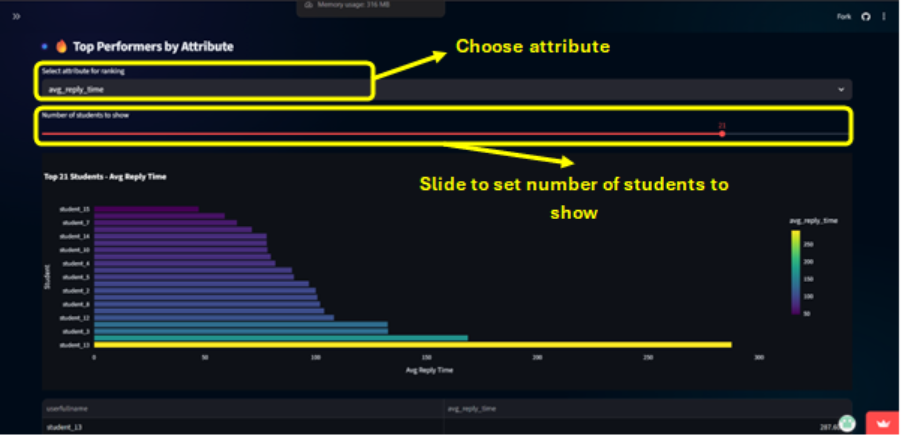 Memory usage: 316 MB
Fork
Top Performers by Attribute
Choose attribute
Select attribute for ranking
avg_reply_time
Number of students to show
21
Slide to set number of students to
show
Top 21 Students - Avg Reply Time
student_15
student_7
student_14
student_10
student_4
student_5
student_2
student_8
student_12
student_3
student_13
Student
0
50
100
150
200
250
300
Avg Reply Time
avg_reply_time
250
200
150
100
50
userfullname
avg_reply_time
student_13